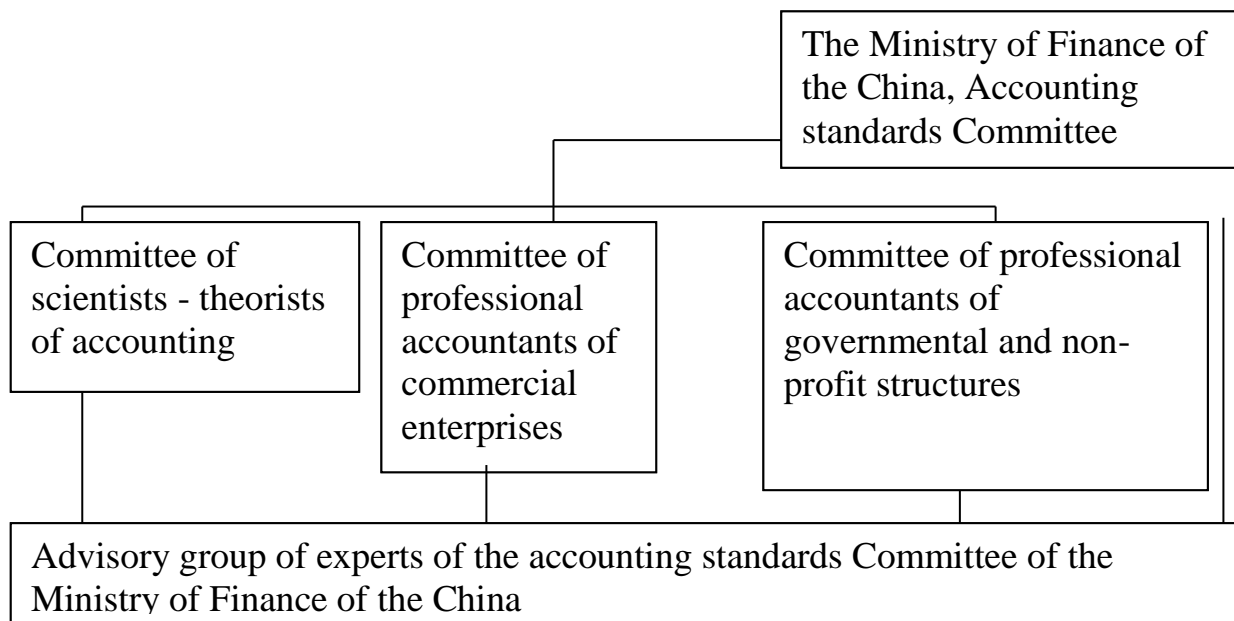 The Ministry of Finance of
the China, Accounting
standards Committee
Committee of
scientists - theorists
of accounting
Committee of
professional
accountants of
commercial
enterprises
Committee of professional
accountants of
governmental and non-
profit structures
Advisory group of experts of the accounting standards Committee of the
Ministry of Finance of the China